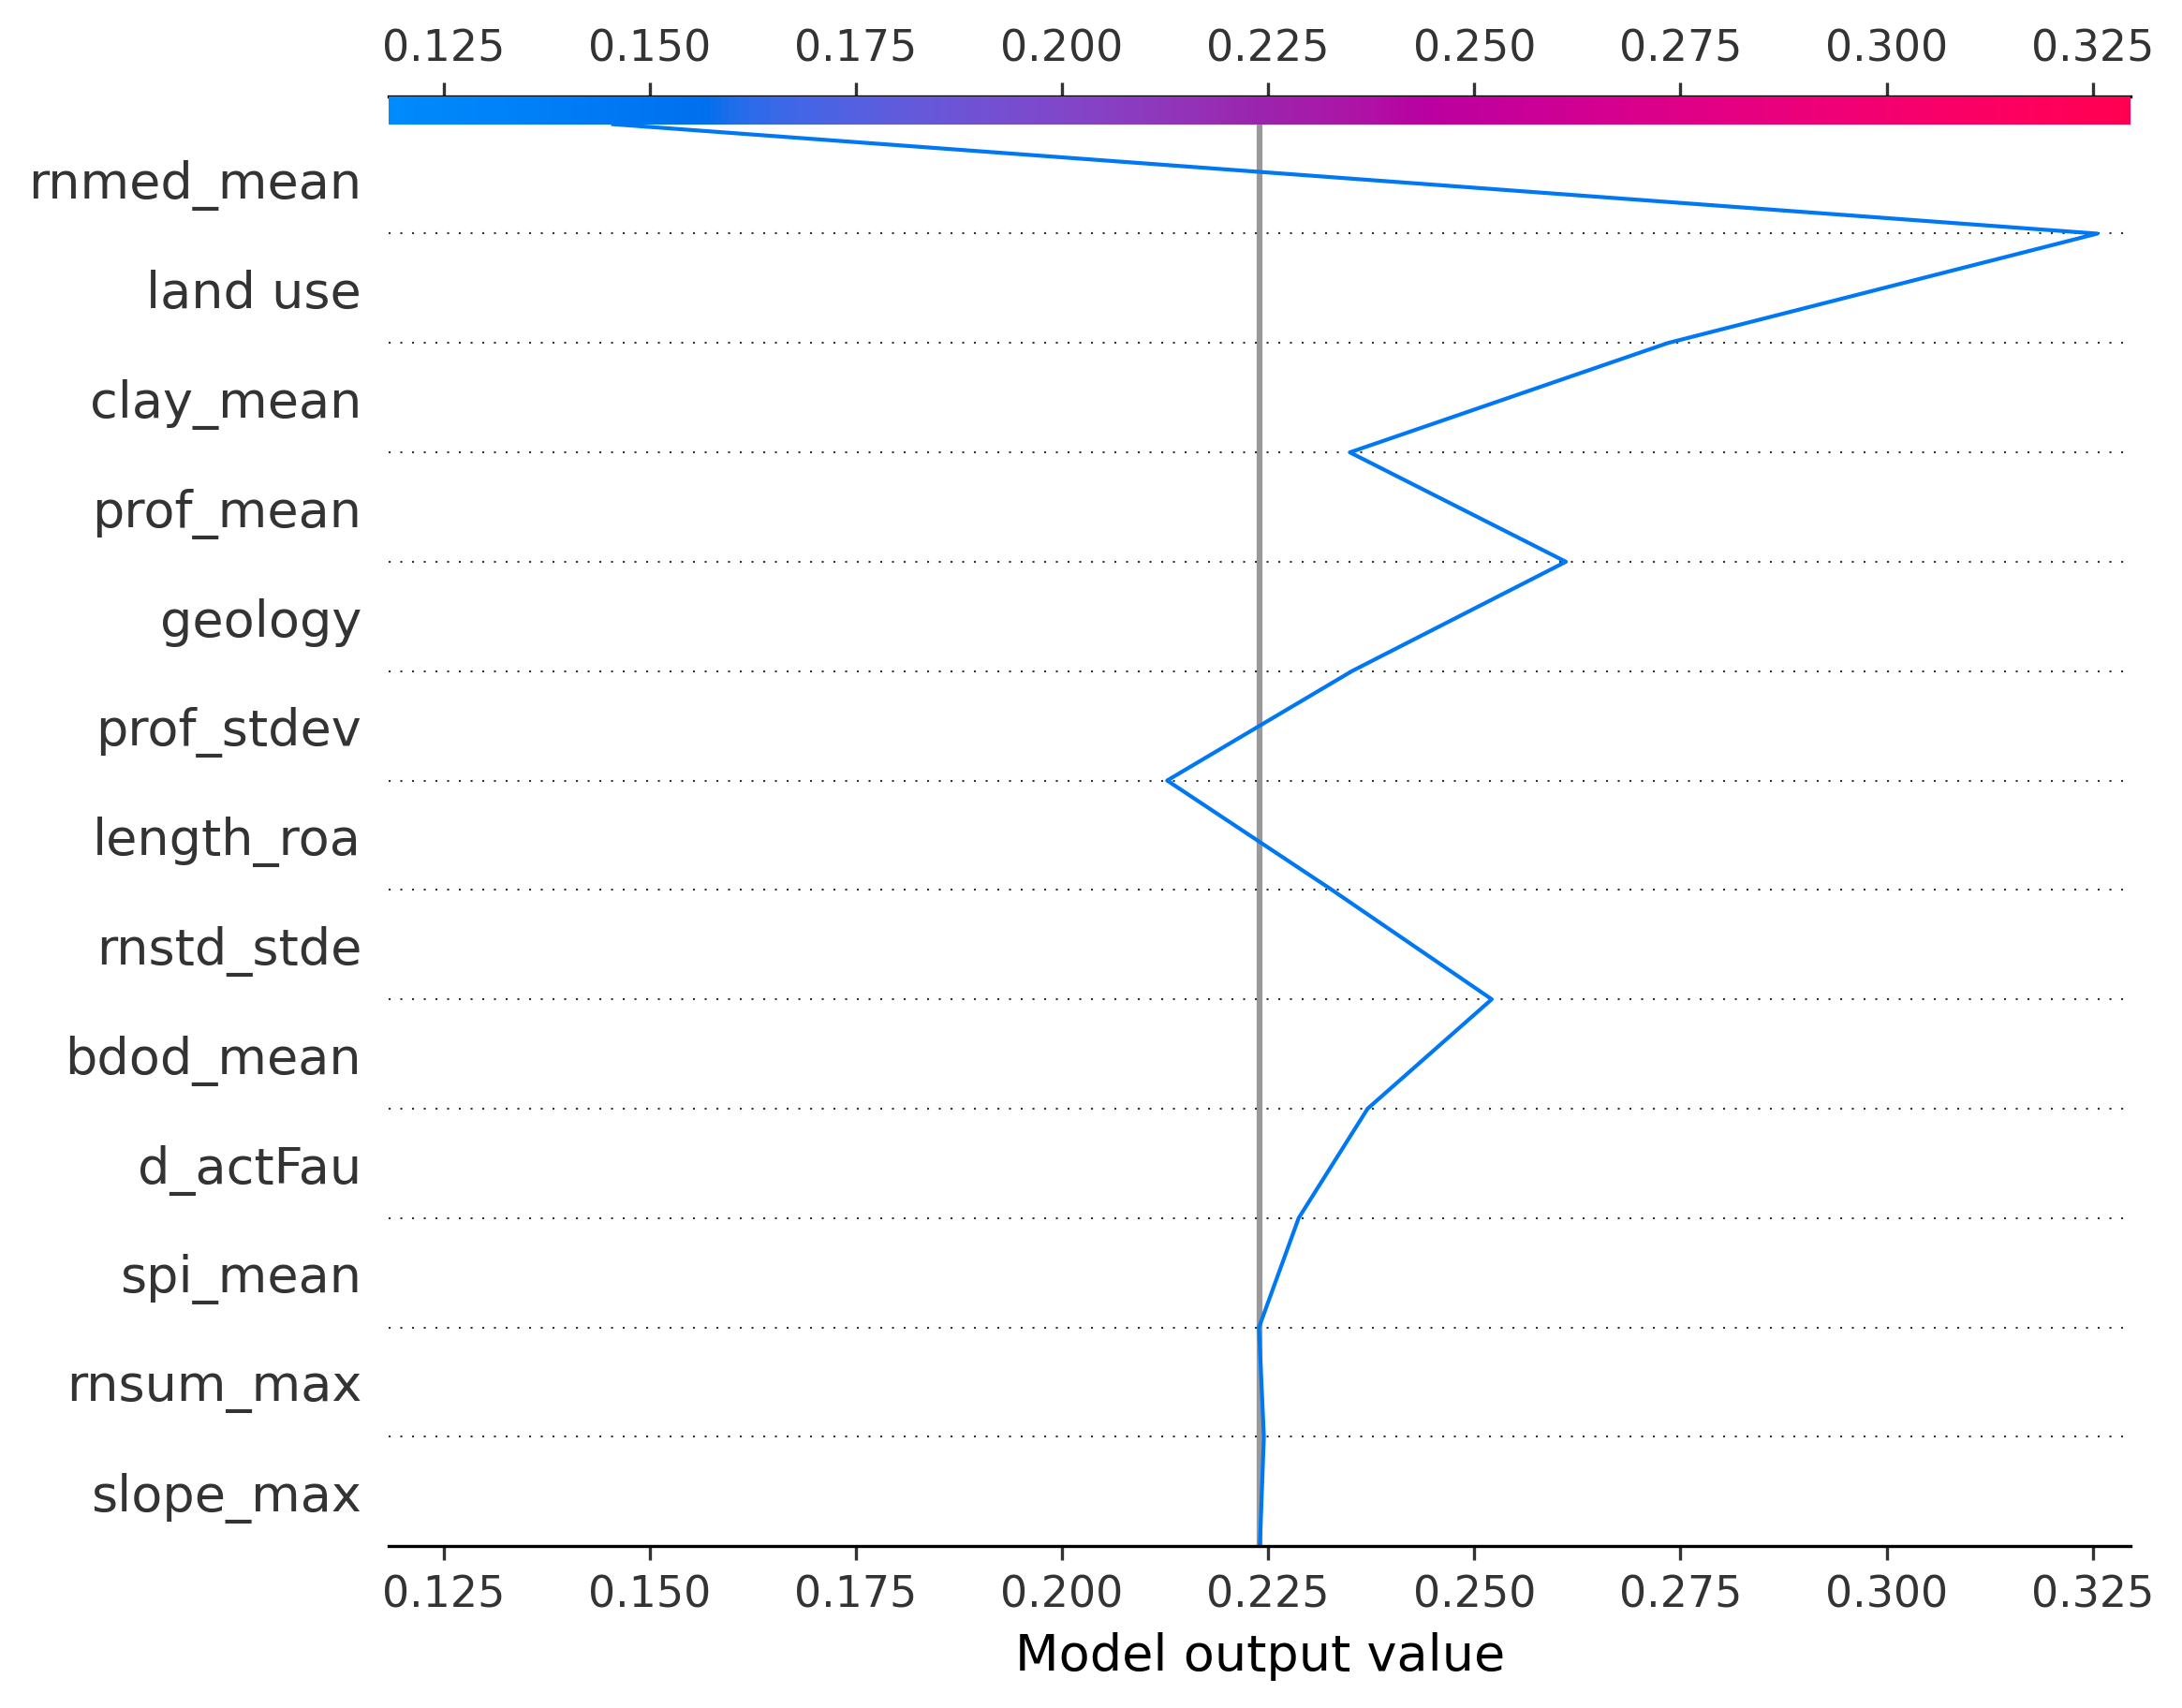 0.125 0.150 0.175 0.200 0.225 0.250 0.275 0.300 0.325
rnmed_mean
land use
clay_mean
prof_mean
geology
prof_stdev
length_roa
rnstd_stde
bdod_mean
d_actFau
spi_mean
rnsum_max
slope_max
0.125 0.150 0.175 0.200 0.225 0.250 0.275 0.300 0.325
Model output value